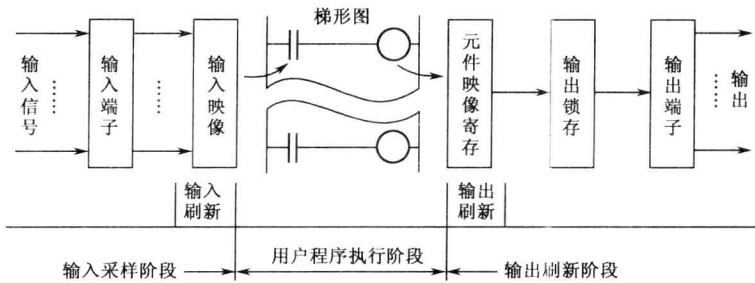 梯形图
输入信号
……
输入端子
……
输入映像
元件映像寄存
输出锁存
输出端子
……
输出
输入刷新
输出刷新
输入采样阶段
用户程序执行阶段
输出刷新阶段